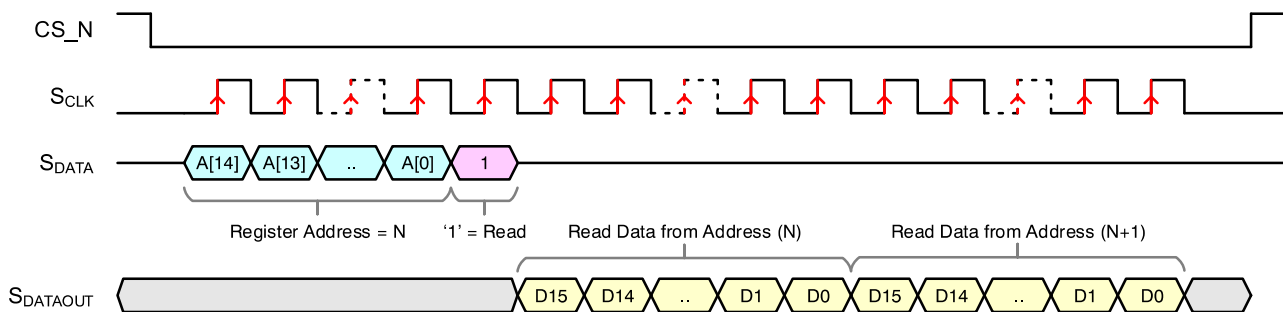 CS_N
SCLK
SDATA
A[14] A[13] .. A[0] 1
Register Address = N ‘1’ = Read Read Data from Address (N) Read Data from Address (N+1)
SDATAOUT
D15 D14 .. D1 D0 D15 D14 .. D1 D0